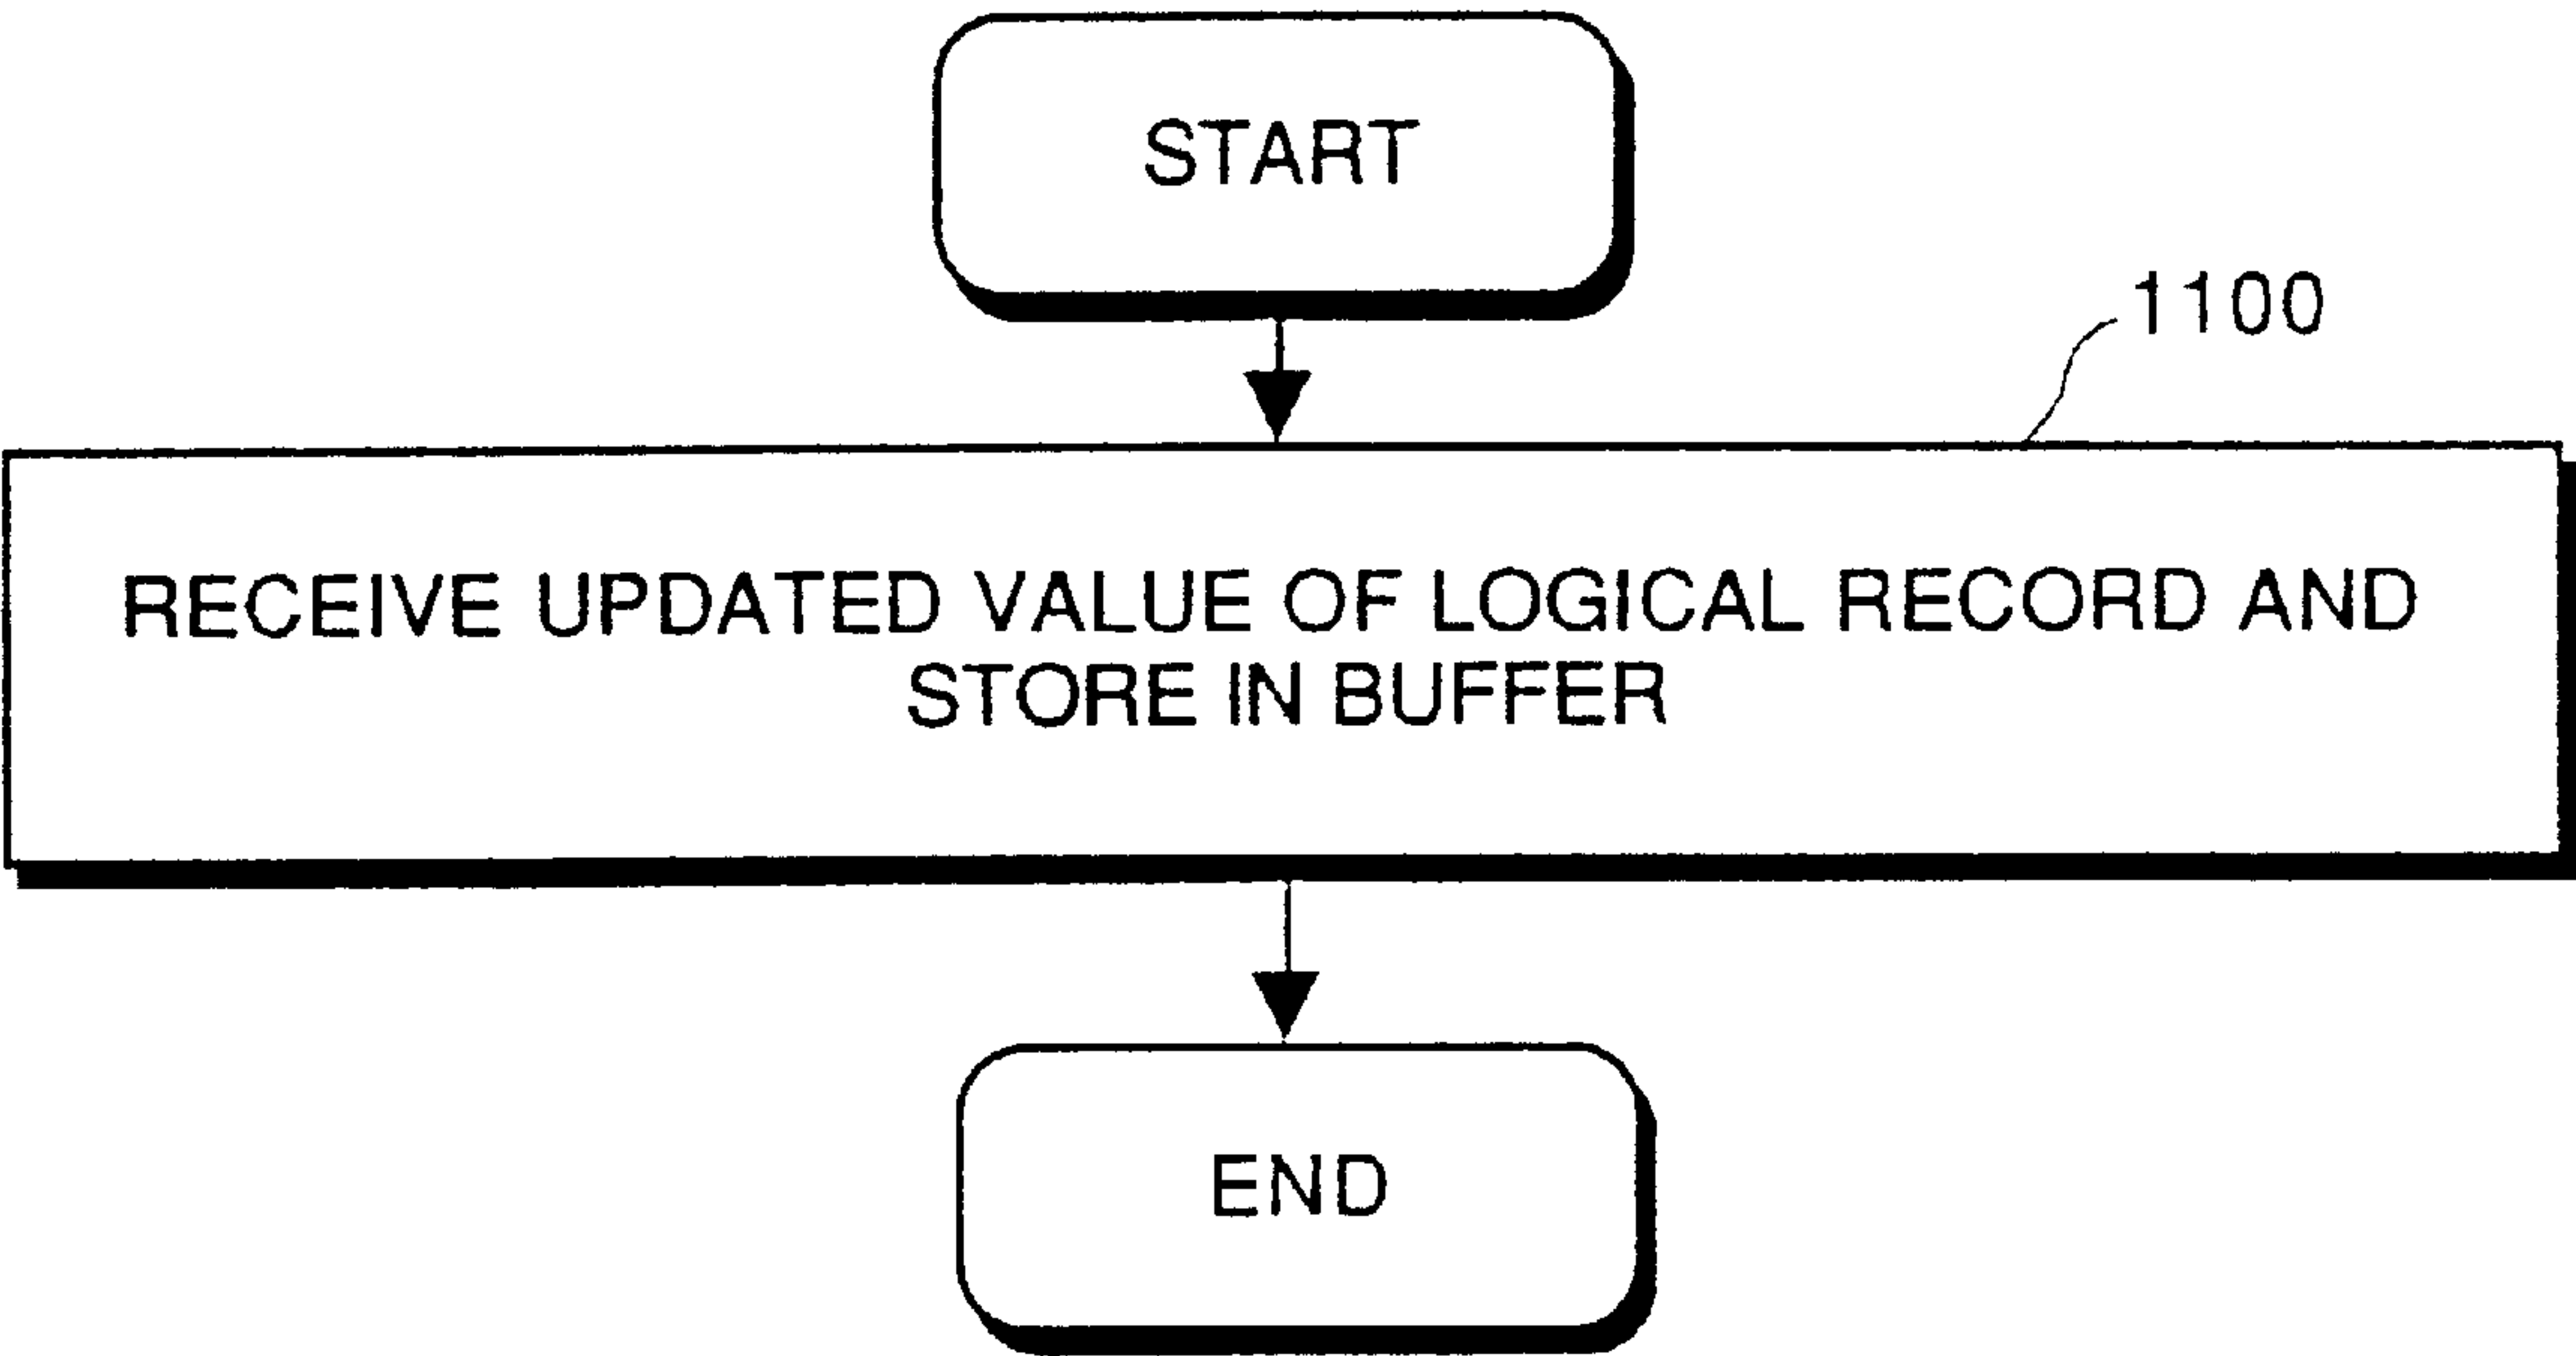 START
1100
RECEIVE UPDATED VALUE OF LOGICAL RECORD AND
STORE IN BUFFER
END